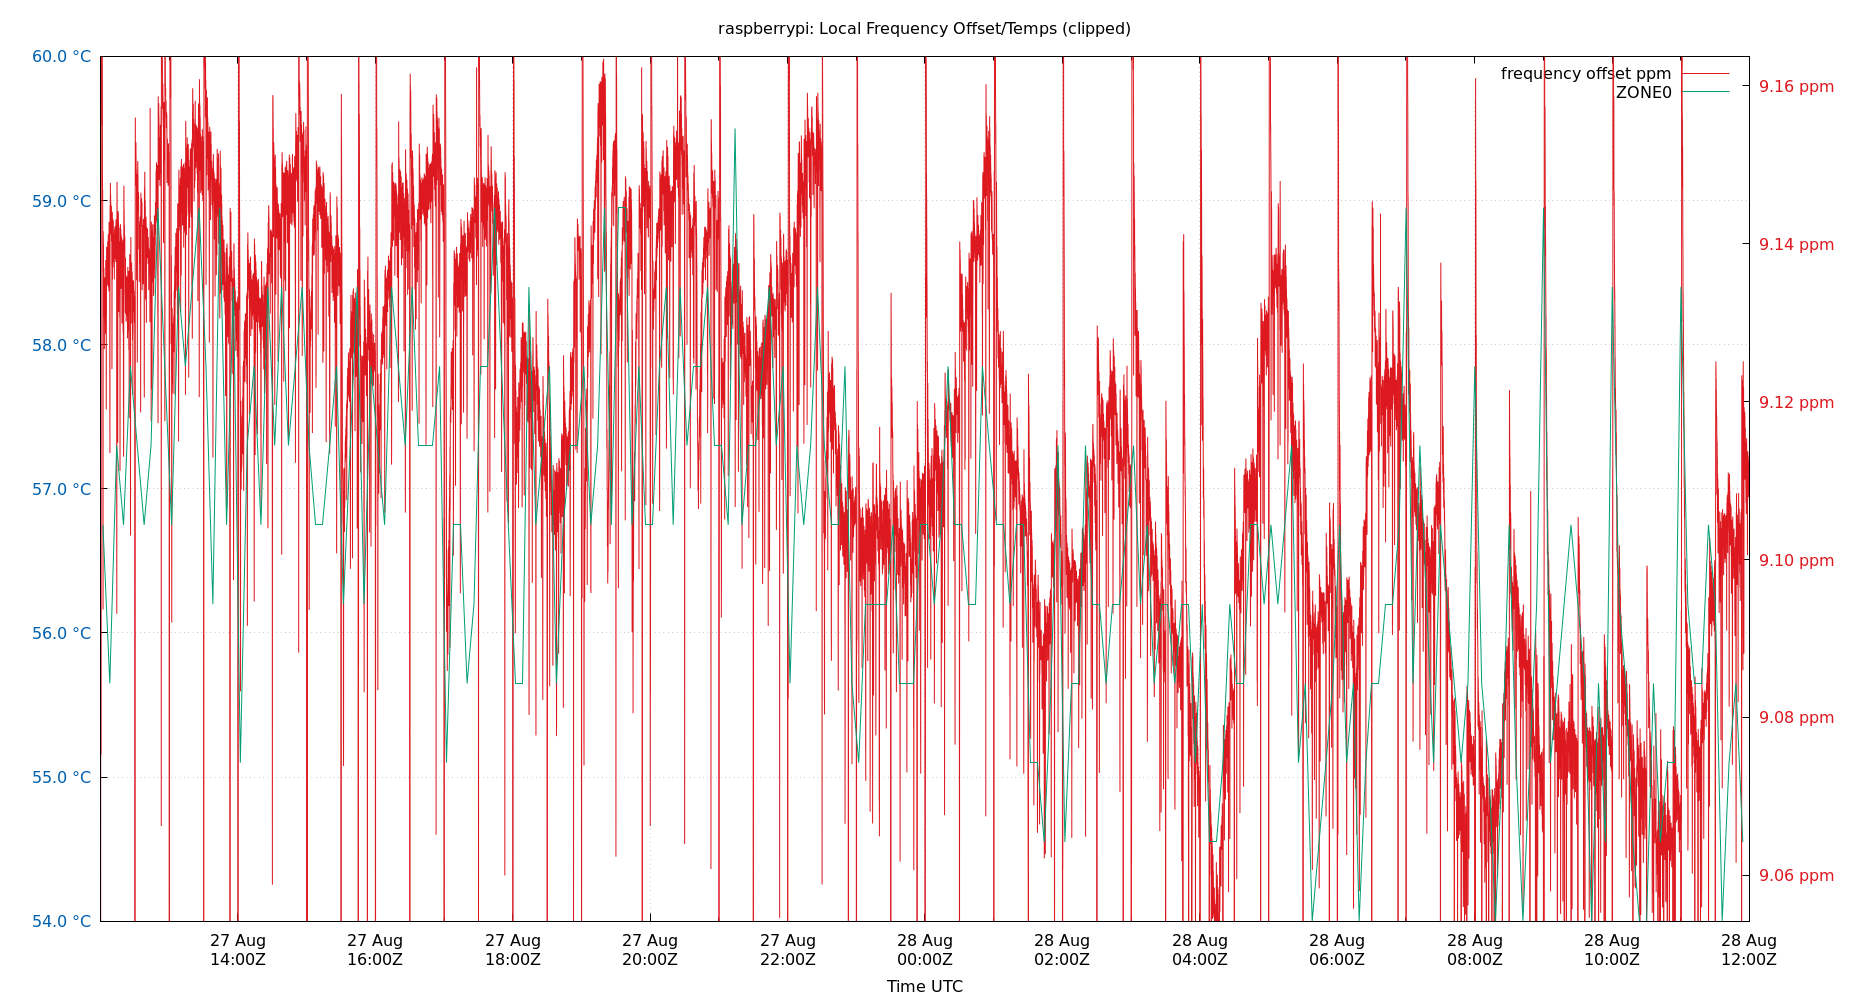 raspberrypi: Local Frequency Offset/Temps (clipped)
frequency offset ppm
ZONE0
60.0 °C
59.0 °C
58.0 °C
57.0 °C
56.0 °C
55.0 °C
54.0 °C
9.16 ppm
9.14 ppm
9.12 ppm
9.10 ppm
9.08 ppm
9.06 ppm
27 Aug
14:00Z
27 Aug
16:00Z
27 Aug
18:00Z
27 Aug
20:00Z
27 Aug
22:00Z
28 Aug
00:00Z
28 Aug
02:00Z
28 Aug
04:00Z
28 Aug
06:00Z
28 Aug
08:00Z
28 Aug
10:00Z
28 Aug
12:00Z
Time UTC